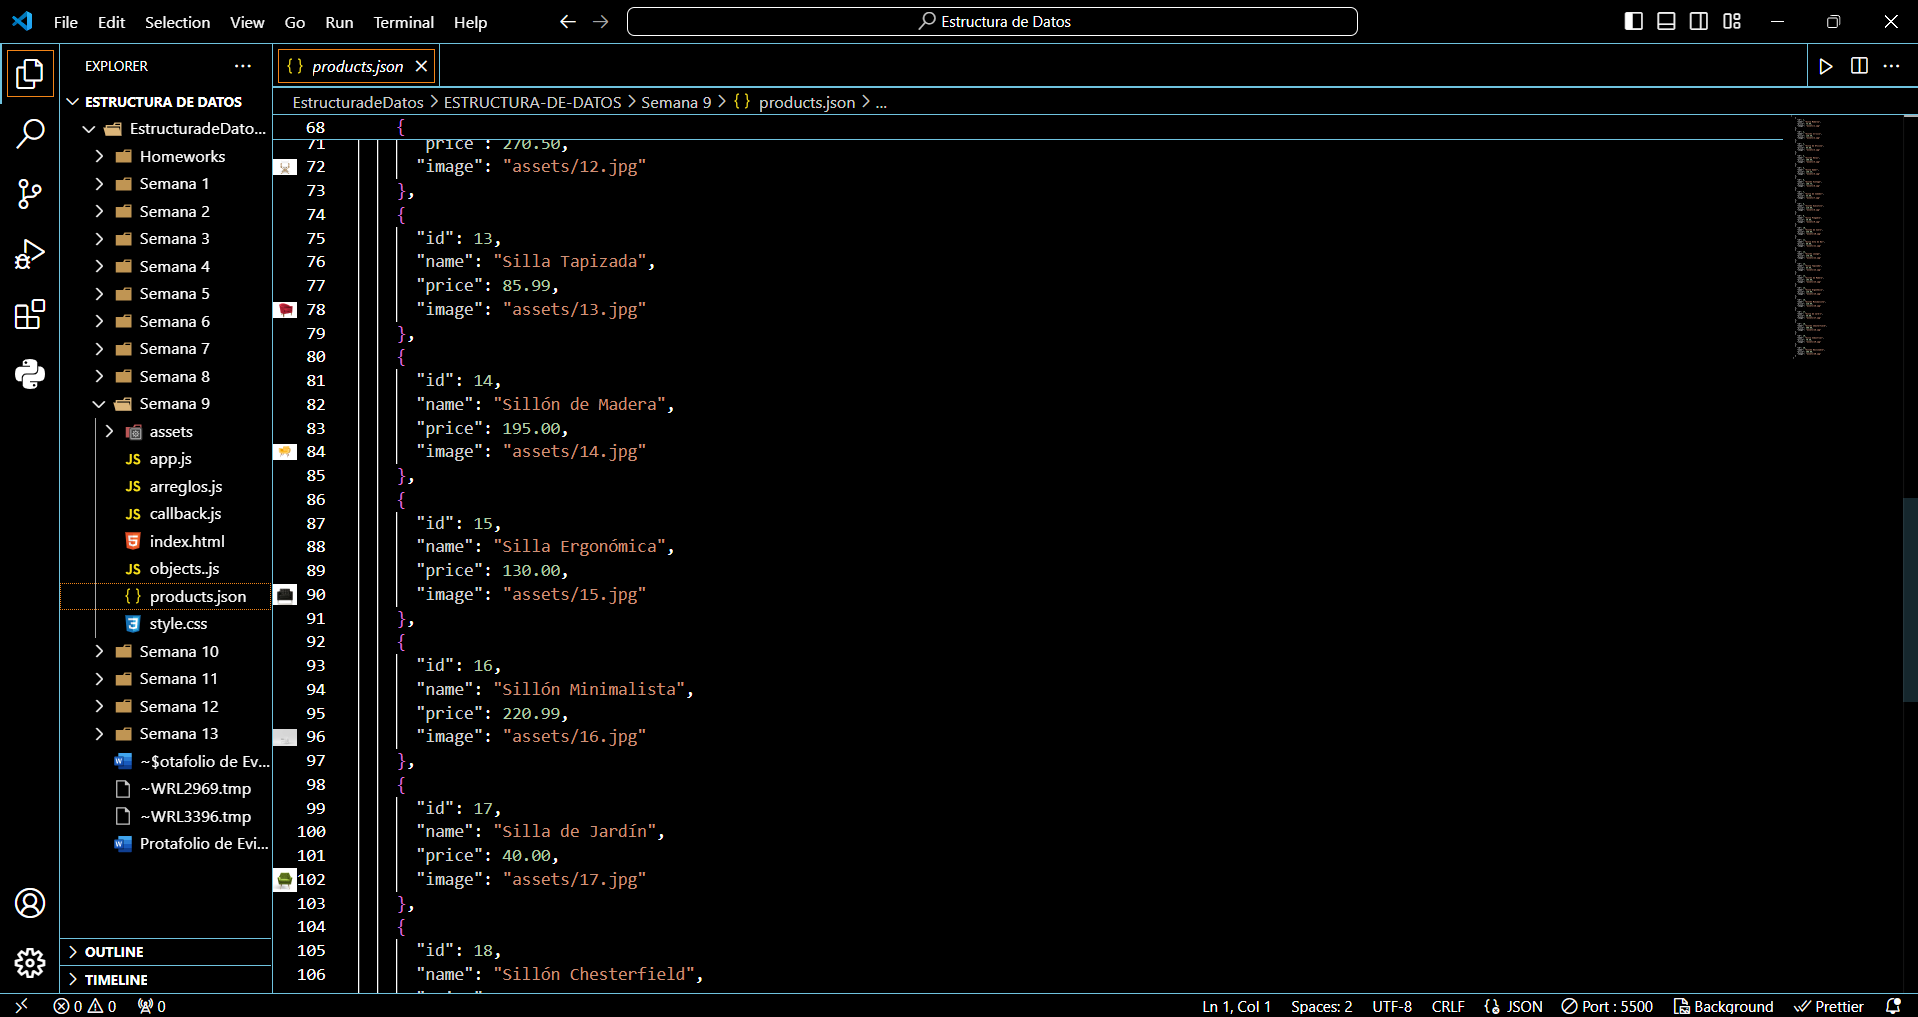 File Edit Selection View Go Run Terminal Help
Estructura de Datos
EXPLORER
products.json
ESTRUCTURA DE DATOS
EstructuradeDato...
Homeworks
Semana 1
Semana 2
Semana 3
Semana 4
Semana 5
Semana 6
Semana 7
Semana 8
Semana 9
assets
JS app.js
JS arreglos.js
JS callback.js
index.html
JS objects..js
{} products.json
style.css
Semana 10
Semana 11
Semana 12
Semana 13
~$otafolio de Ev...
~WRL2969.tmp
~WRL3396.tmp
Protafolio de Evi...
OUTLINE
TIMELINE
EstructuradeDatos > ESTRUCTURA-DE-DATOS > Semana 9 > {} products.json > ...
68 {
71 "price": 270.50,
72 "image": "assets/12.jpg"
73 },
74 {
75 "id": 13,
76 "name": "Silla Tapizada",
77 "price": 85.99,
78 "image": "assets/13.jpg"
79 },
80 {
81 "id": 14,
82 "name": "Sillón de Madera",
83 "price": 195.00,
84 "image": "assets/14.jpg"
85 },
86 {
87 "id": 15,
88 "name": "Silla Ergonómica",
89 "price": 130.00,
90 "image": "assets/15.jpg"
91 },
92 {
93 "id": 16,
94 "name": "Sillón Minimalista",
95 "price": 220.99,
96 "image": "assets/16.jpg"
97 },
98 {
99 "id": 17,
100 "name": "Silla de Jardín",
101 "price": 40.00,
102 "image": "assets/17.jpg"
103 },
104 {
105 "id": 18,
106 "name": "Sillón Chesterfield",
0 0 0 Ln 1, Col 1 Spaces: 2 UTF-8 CRLF {} JSON Port : 5500 Background Prettier